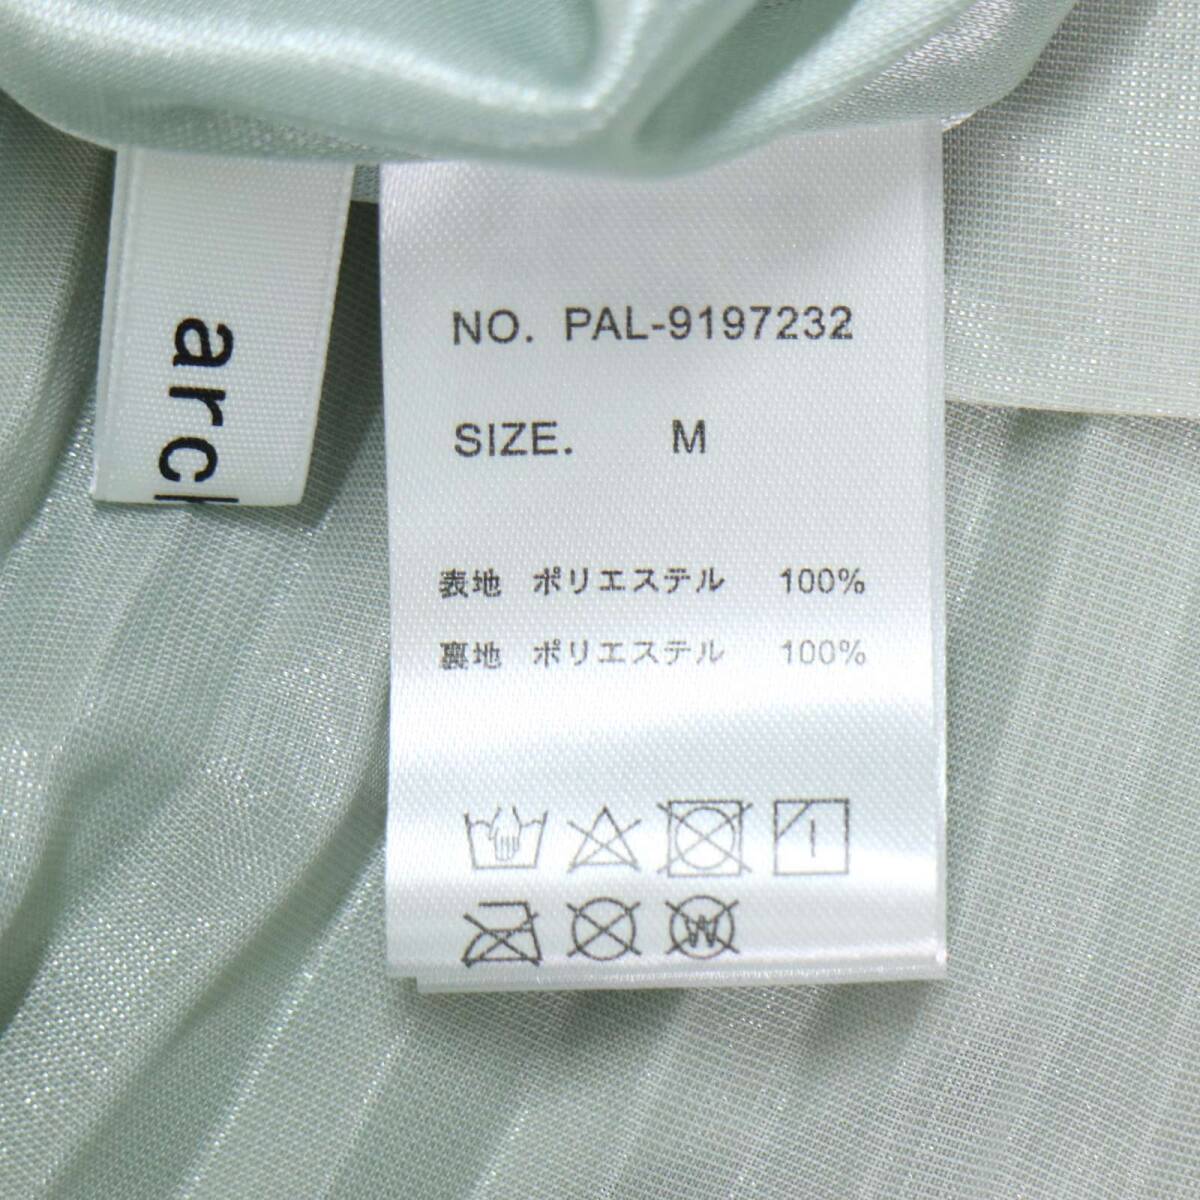 arch
NO. PAL-9197232
SIZE. M
表地 ポリエステル 100%
裏地 ポリエステル 100%
W